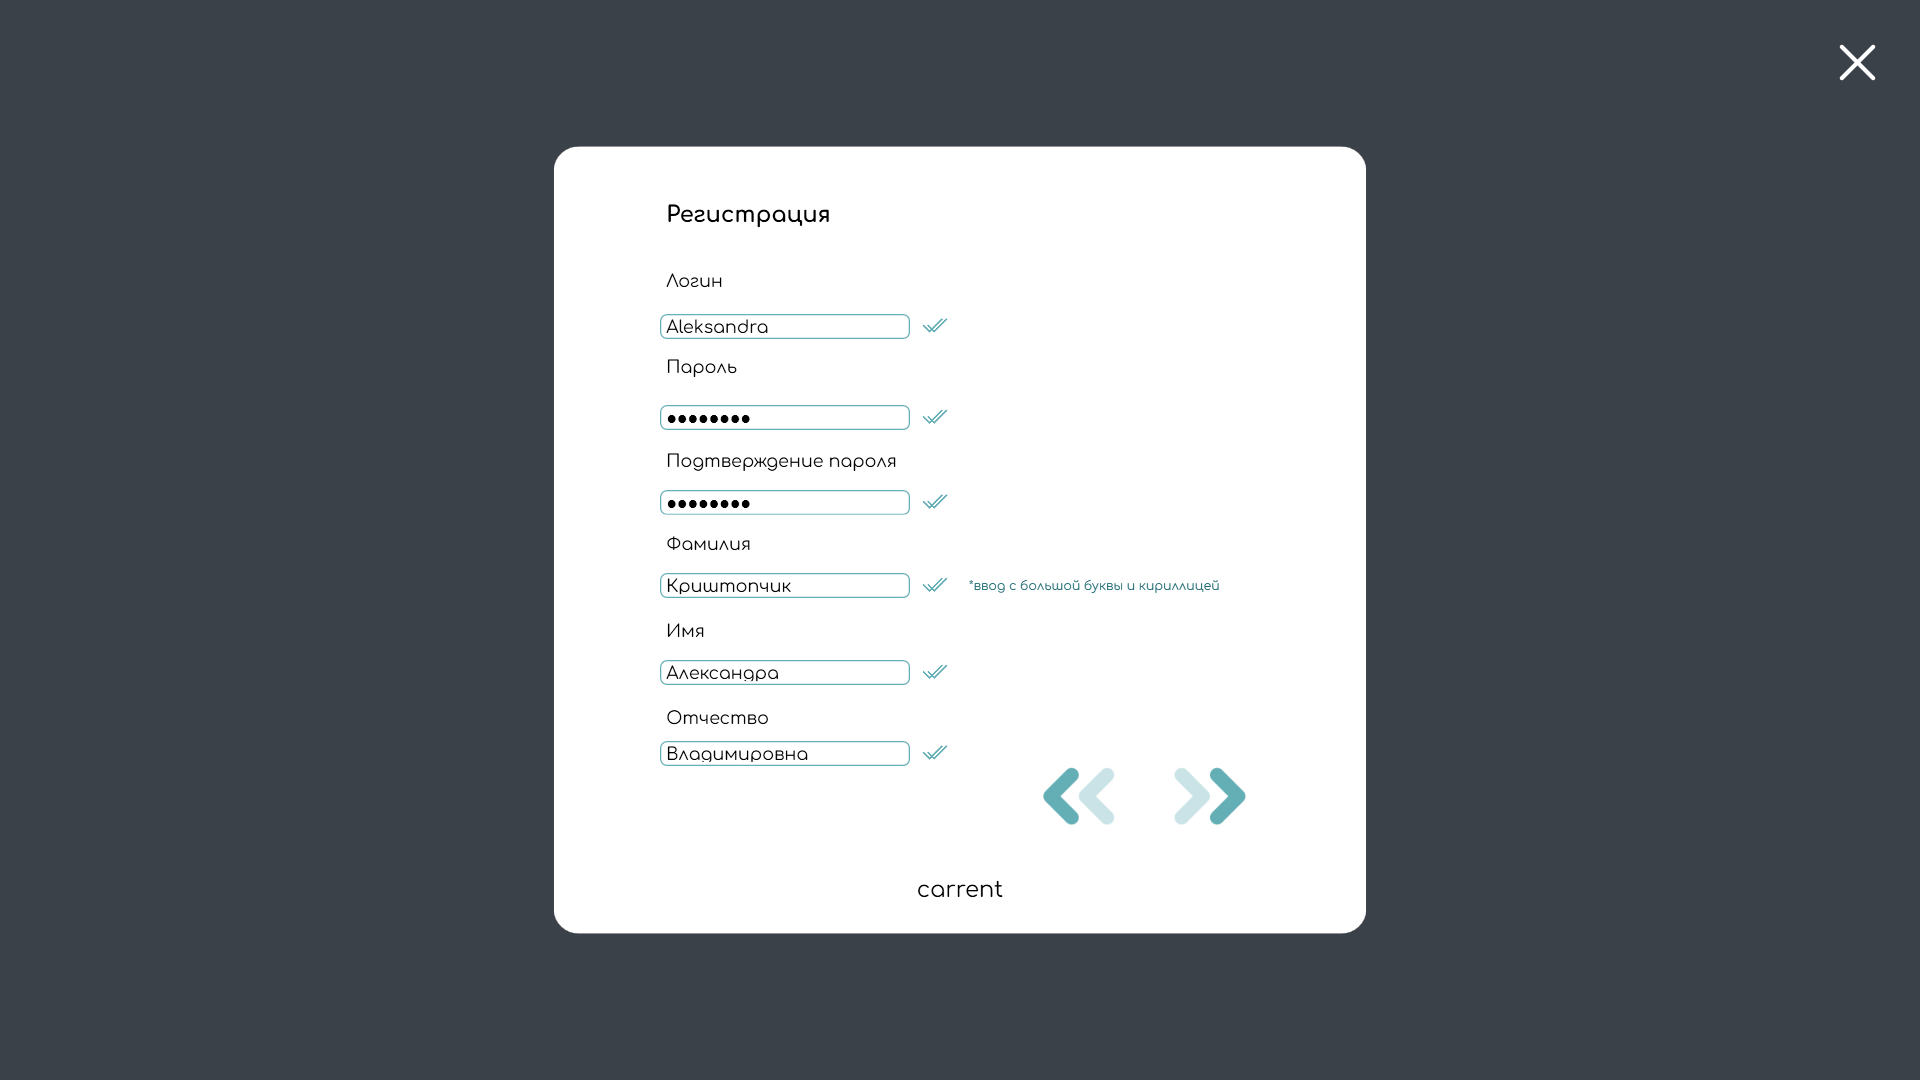 Регистрация
Логин
Aleksandra
Пароль
••••••••
Подтверждение пароля
••••••••
Фамилия
Криштопчик
*ввод с большой буквы и кириллицей
Имя
Александра
Отчество
Владимировна
carrent